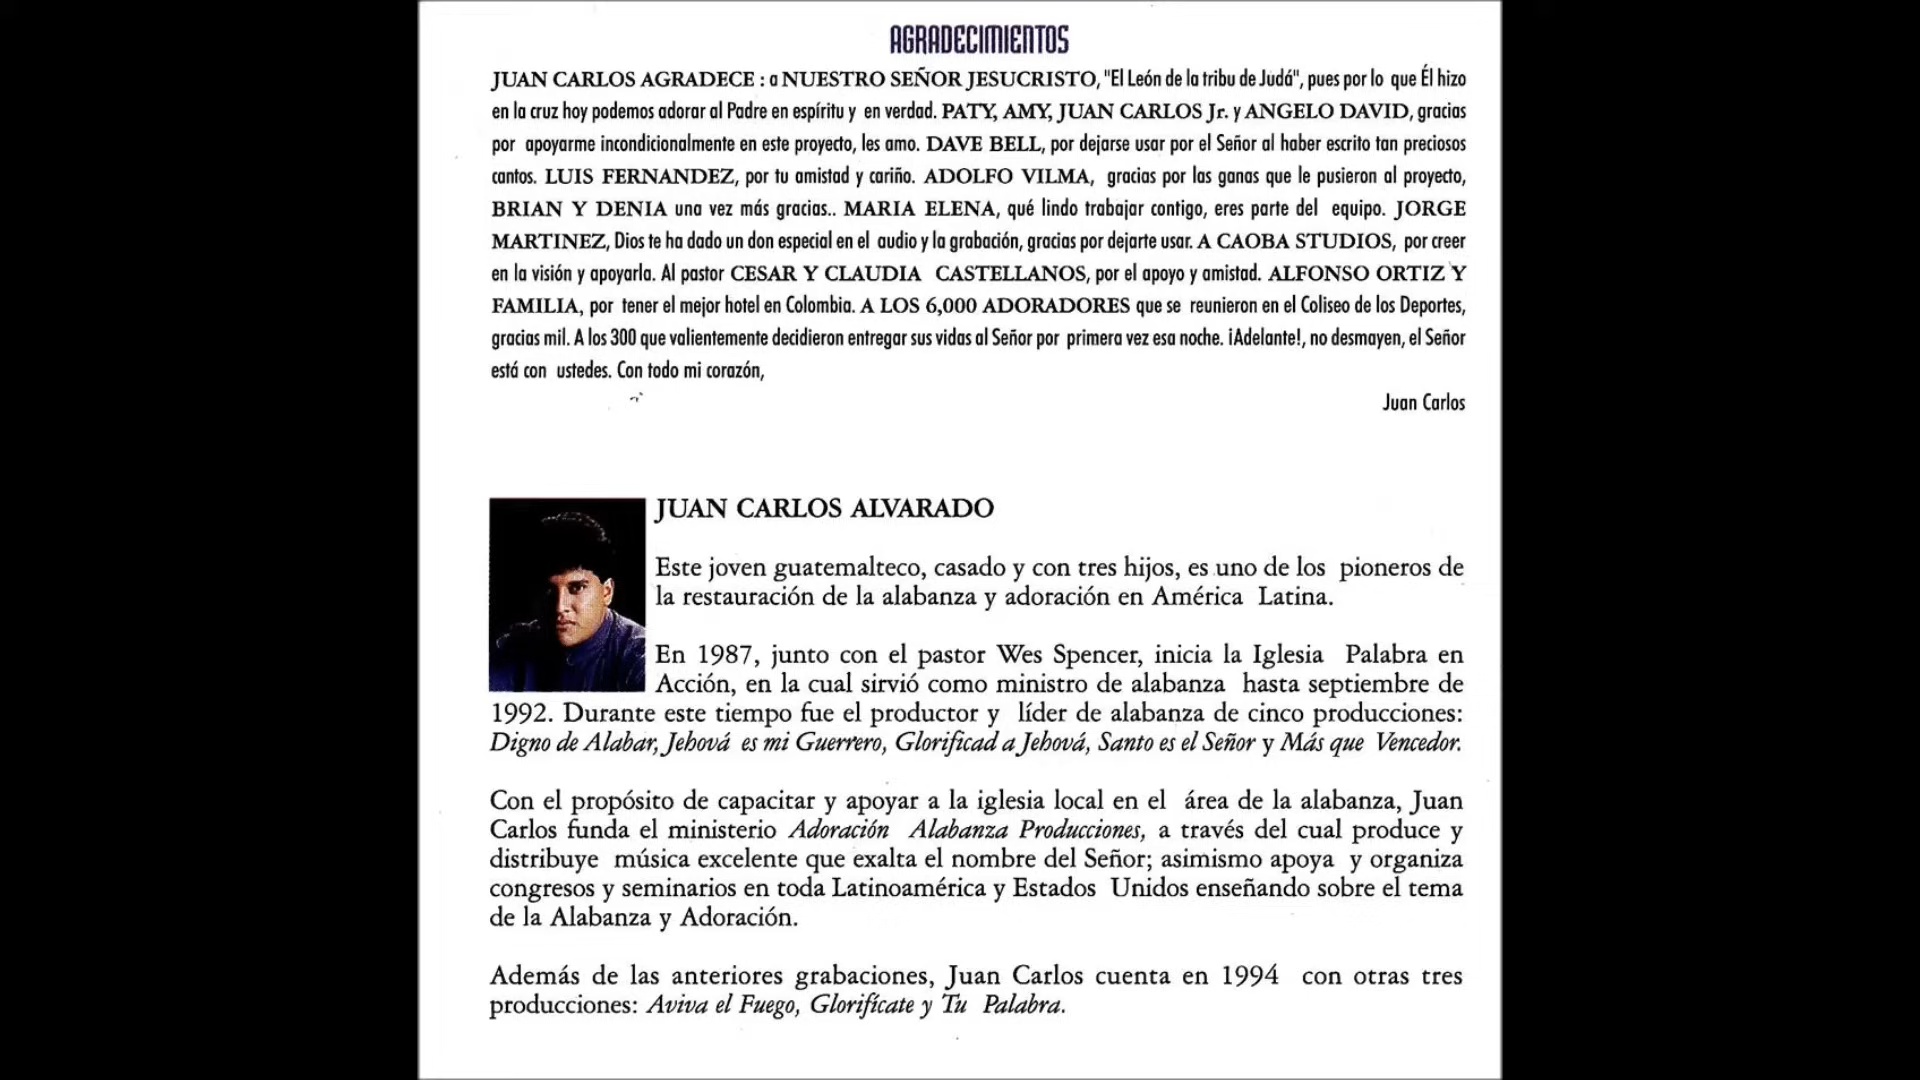 AGRADECIMIENTOS
JUAN CARLOS AGRADECE : a NUESTRO SEÑOR JESUCRISTO, "El León de la tribu de Judá", pues por lo que Él hizo
en la cruz hoy podemos adorar al Padre en espíritu y en verdad. PATY, AMY, JUAN CARLOS Jr. y ANGELO DAVID, gracias
por apoyarme incondicionalmente en este proyecto, les amo. DAVE BELL, por dejarse usar por el Señor al haber escrito tan preciosos
cantos. LUIS FERNANDEZ, por tu amistad y cariño. ADOLFO VILMA, gracias por las ganas que le pusieron al proyecto,
BRIAN Y DENIA una vez más gracias.. MARIA ELENA, qué lindo trabajar contigo, eres parte del equipo. JORGE
MARTINEZ, Dios te ha dado un don especial en el audio y la grabación, gracias por dejarte usar. A CAOBA STUDIOS, por creer
en la visión y apoyarla. Al pastor CESAR Y CLAUDIA CASTELLANOS, por el apoyo y amistad. ALFONSO ORTIZ Y
FAMILIA, por tener el mejor hotel en Colombia. A LOS 6,000 ADORADORES que se reunieron en el Coliseo de los Deportes,
gracias mil. A los 300 que valientemente decidieron entregar sus vidas al Señor por primera vez esa noche. ¡Adelante!, no desmayen, el Señor
está con ustedes. Con todo mi corazón,
Juan Carlos
JUAN CARLOS ALVARADO
Este joven guatemalteco, casado y con tres hijos, es uno de los pioneros de
la restauración de la alabanza y adoración en América Latina.
En 1987, junto con el pastor Wes Spencer, inicia la Iglesia Palabra en
Acción, en la cual sirvió como ministro de alabanza hasta septiembre de
1992. Durante este tiempo fue el productor y líder de alabanza de cinco producciones:
Digno de Alabar, Jehová es mi Guerrero, Glorificad a Jehová, Santo es el Señor y Más que Vencedor.
Con el propósito de capacitar y apoyar a la iglesia local en el área de la alabanza, Juan
Carlos funda el ministerio Adoración Alabanza Producciones, a través del cual produce y
distribuye música excelente que exalta el nombre del Señor; asimismo apoya y organiza
congresos y seminarios en toda Latinoamérica y Estados Unidos enseñando sobre el tema
de la Alabanza y Adoración.
Además de las anteriores grabaciones, Juan Carlos cuenta en 1994 con otras tres
producciones: Aviva el Fuego, Glorifícate y Tu Palabra.